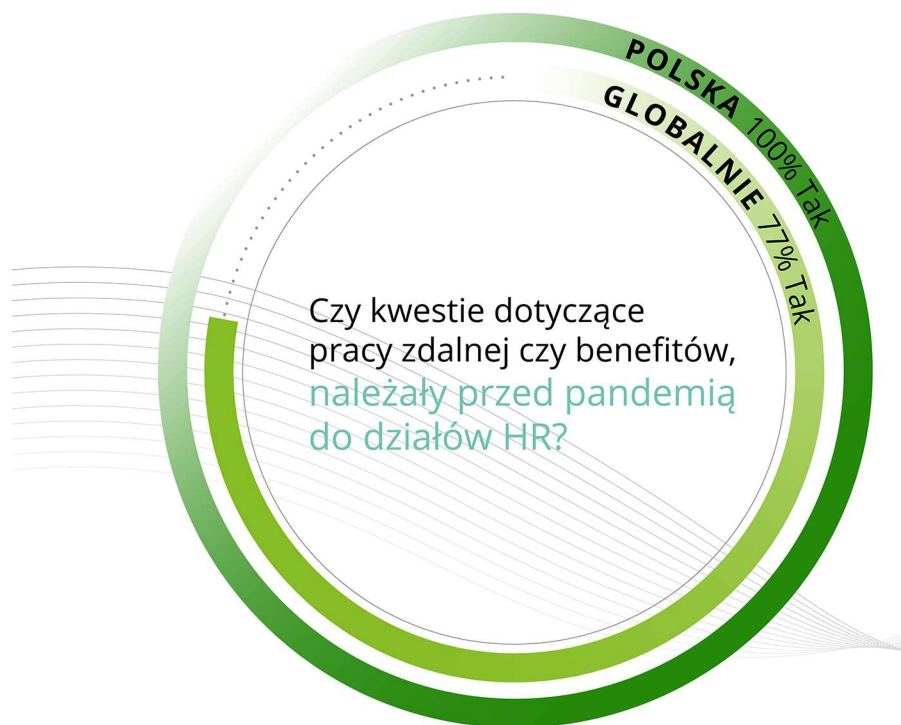 POLSKA 100% Tak
GLOBALNIE 77% Tak
Czy kwestie dotyczące
pracy zdalnej czy benefitów,
należały przed pandemią
do działów HR?